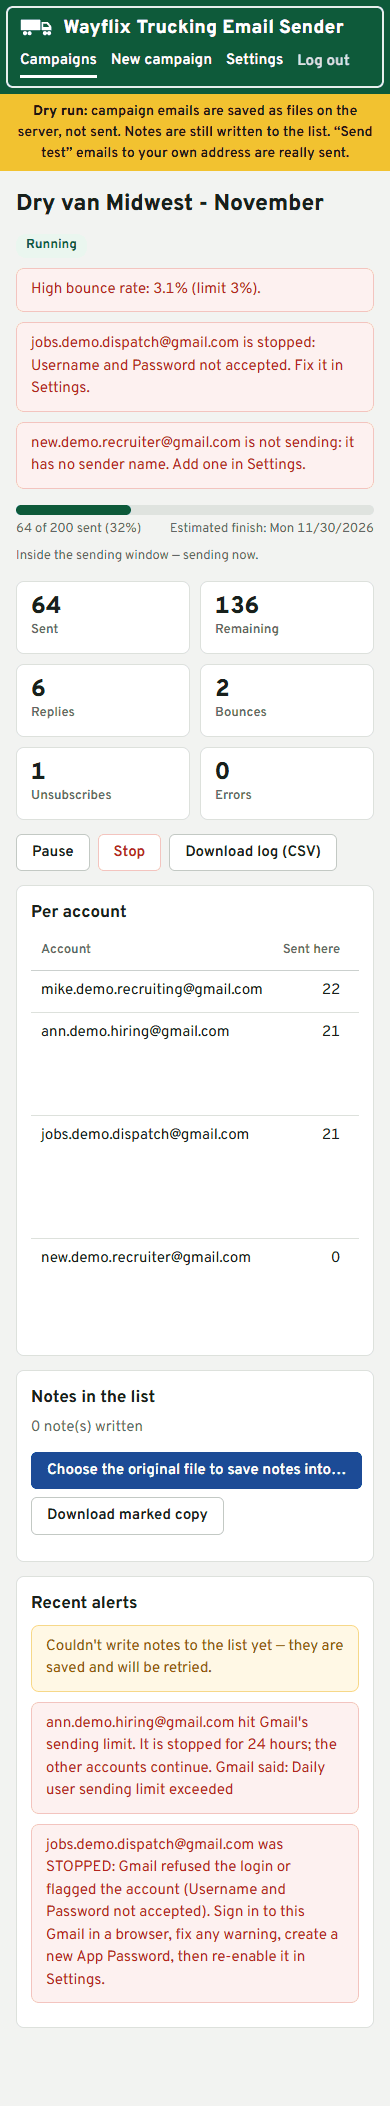 Wayflix Trucking Email Sender
Campaigns New campaign Settings Log out
Dry run: campaign emails are saved as files on the
server, not sent. Notes are still written to the list. “Send
test” emails to your own address are really sent.
Dry van Midwest - November
Running
High bounce rate: 3.1% (limit 3%).
jobs.demo.dispatch@gmail.com is stopped:
Username and Password not accepted. Fix it in
Settings.
new.demo.recruiter@gmail.com is not sending: it
has no sender name. Add one in Settings.
64 of 200 sent (32%) Estimated finish: Mon 11/30/2026
Inside the sending window — sending now.
64 136
Sent Remaining
6 2
Replies Bounces
1 0
Unsubscribes Errors
Pause Stop Download log (CSV)
Per account
Account Sent here
mike.demo.recruiting@gmail.com 22
ann.demo.hiring@gmail.com 21
jobs.demo.dispatch@gmail.com 21
new.demo.recruiter@gmail.com 0
Notes in the list
0 note(s) written
Choose the original file to save notes into…
Download marked copy
Recent alerts
Couldn't write notes to the list yet — they are
saved and will be retried.
ann.demo.hiring@gmail.com hit Gmail's
sending limit. It is stopped for 24 hours; the
other accounts continue. Gmail said: Daily
user sending limit exceeded
jobs.demo.dispatch@gmail.com was
STOPPED: Gmail refused the login or
flagged the account (Username and
Password not accepted). Sign in to this
Gmail in a browser, fix any warning, create a
new App Password, then re-enable it in
Settings.